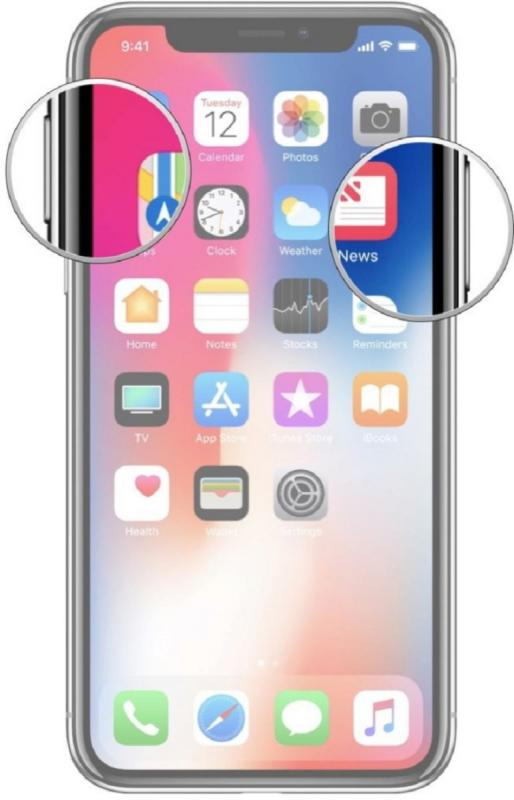 9:41
Tuesday
12
Calendar
Photos
ps
Clock
Weather
News
Home
Notes
Stocks
Reminders
TV
App Store
iTunes Store
iBooks
Health
Wallet
Settings